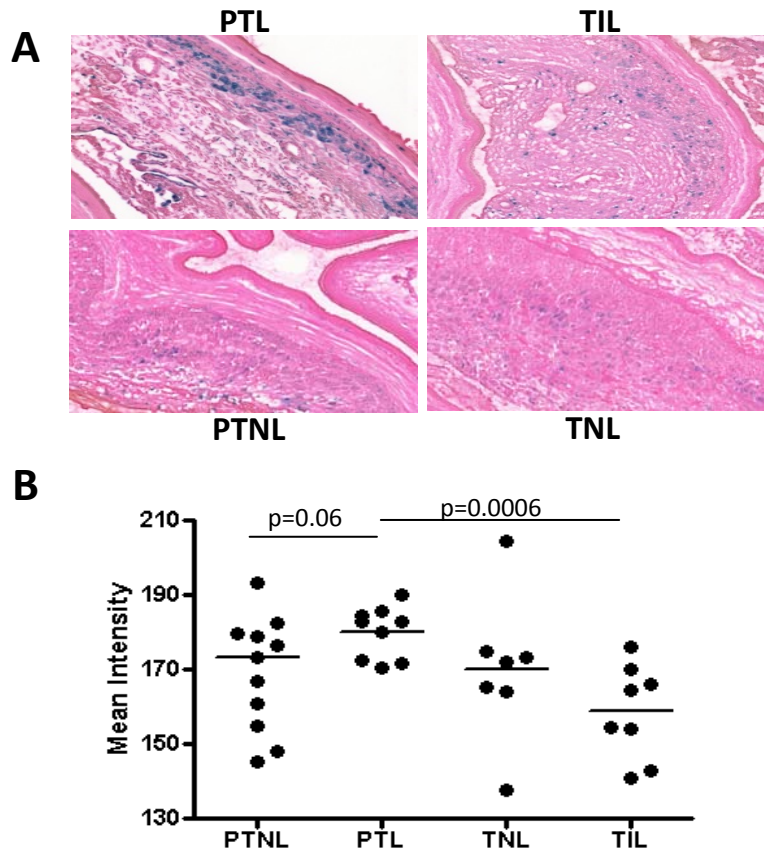 A
PTL
TIL
PTNL
TNL
B
p=0.06
p=0.0006
210
190
170
150
130
Mean Intensity
PTNL
PTL
TNL
TIL